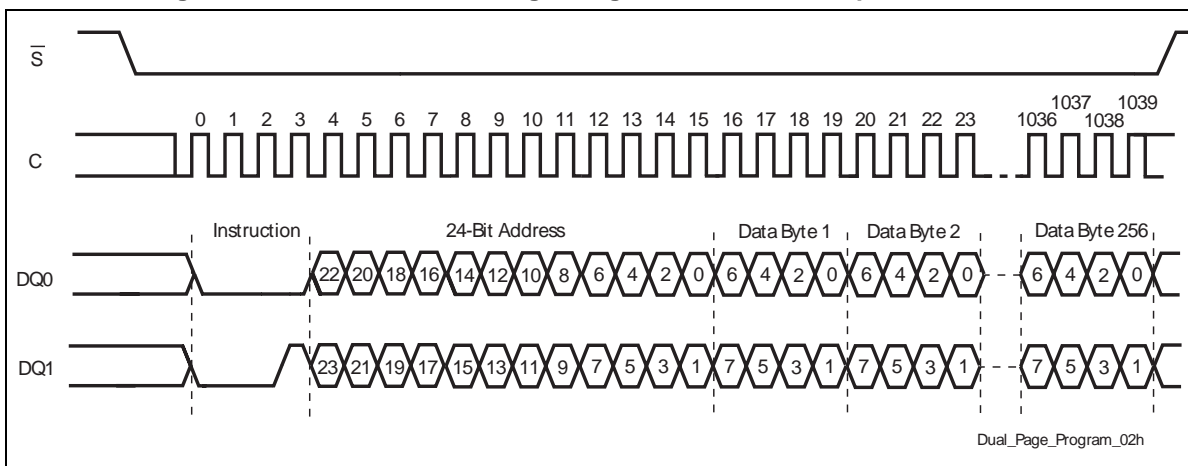 S
1037 1039
0 1 2 3 4 5 6 7 8 9 10 11 12 13 14 15 16 17 18 19 20 21 22 23 1036 1038
C
Instruction 24-Bit Address Data Byte 1 Data Byte 2 Data Byte 256
DQ0 22 20 18 16 14 12 10 8 6 4 2 0 6 4 2 0 6 4 2 0 6 4 2 0
DQ1 23 21 19 17 15 13 11 9 7 5 3 1 7 5 3 1 7 5 3 1 7 5 3 1
Dual_Page_Program_02h